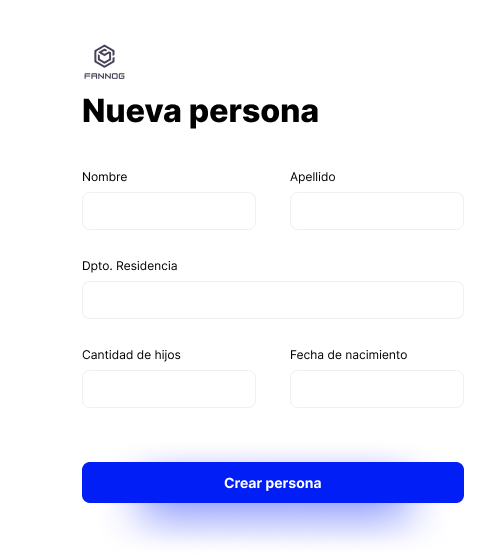 FANNOG
Nueva persona
Nombre Apellido
Dpto. Residencia
Cantidad de hijos Fecha de nacimiento
Crear persona